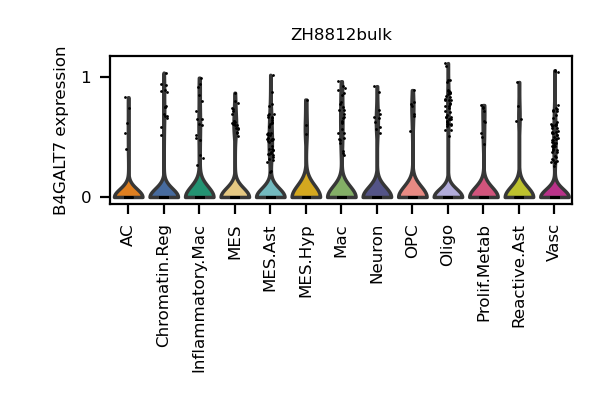 ZH8812bulk
B4GALT7 expression
1
0
AC
Chromatin.Reg
Inflammatory.Mac
MES
MES.Ast
MES.Hyp
Mac
Neuron
OPC
Oligo
Prolif.Metab
Reactive.Ast
Vasc